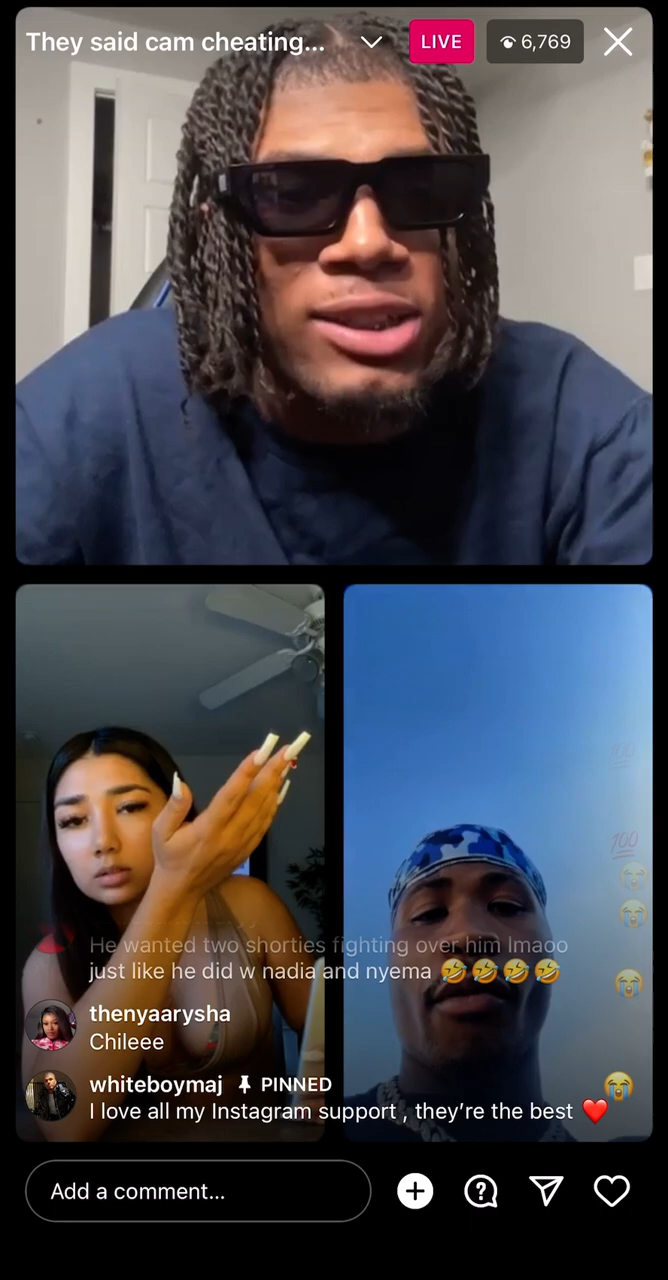 They said cam cheating...
LIVE
6,769
He wanted two shorties fighting over him lmaoo
just like he did w nadia and nyema 🤣🤣🤣🤣
thenyaarysha
Chileee
whiteboymaj PINNED
I love all my Instagram support , they’re the best ❤️
Add a comment...